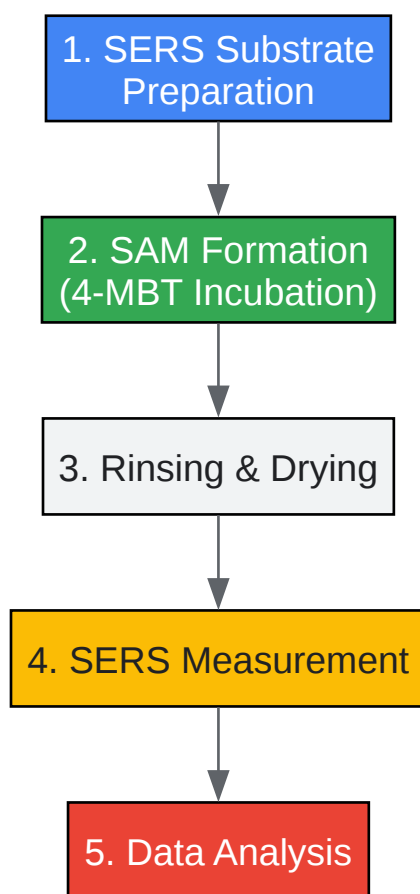 1. SERS Substrate
Preparation
2. SAM Formation
(4-MBT Incubation)
3. Rinsing & Drying
4. SERS Measurement
5. Data Analysis